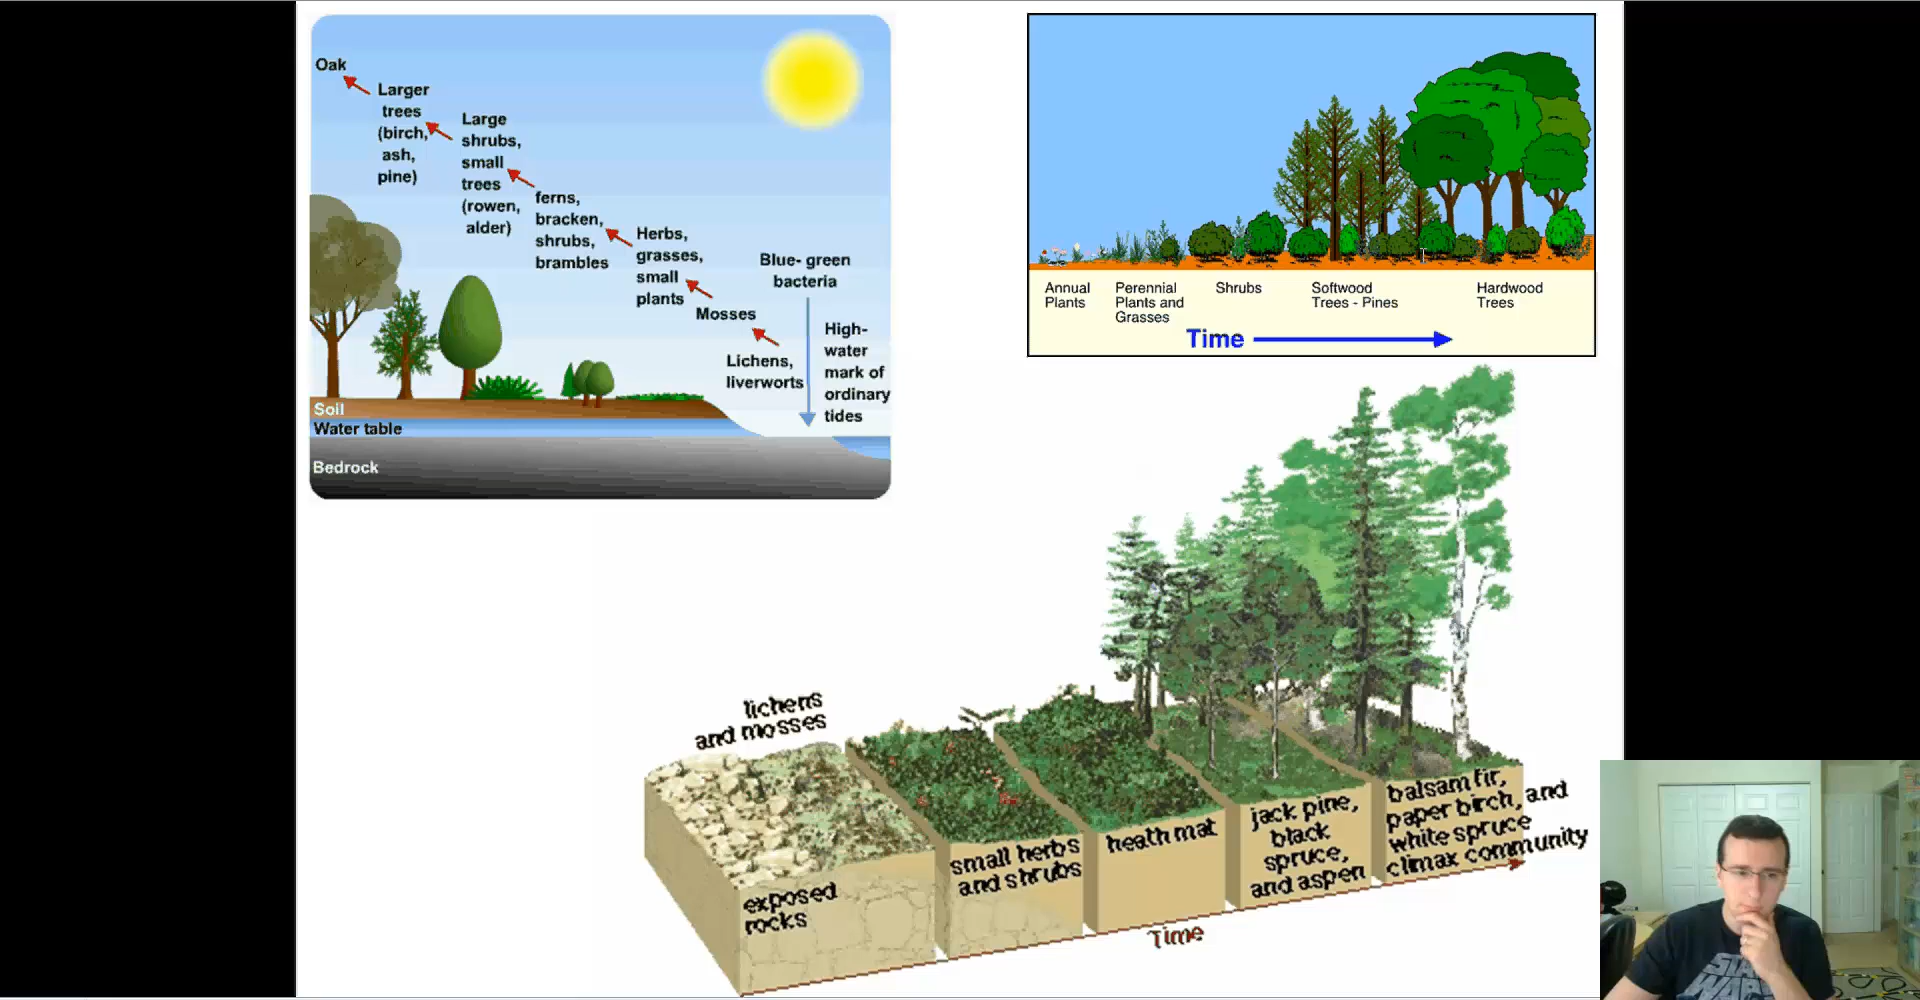 Oak
Larger
trees
(birch,
ash,
pine)
Large
shrubs,
small
trees
(rowen,
alder)
ferns,
bracken,
shrubs,
brambles
Herbs,
grasses,
small
plants
Mosses
Lichens,
liverworts
Blue- green
bacteria
High-
water
mark of
ordinary
tides
Soil
Water table
Bedrock
Annual
Plants
Perennial
Plants and
Grasses
Shrubs
Softwood
Trees - Pines
Hardwood
Trees
Time
lichens
and mosses
exposed
rocks
small herbs
and shrubs
heath mat
jack pine,
black
spruce,
and aspen
balsam fir,
paper birch, and
white spruce
climax community
Time
STAR
WARS